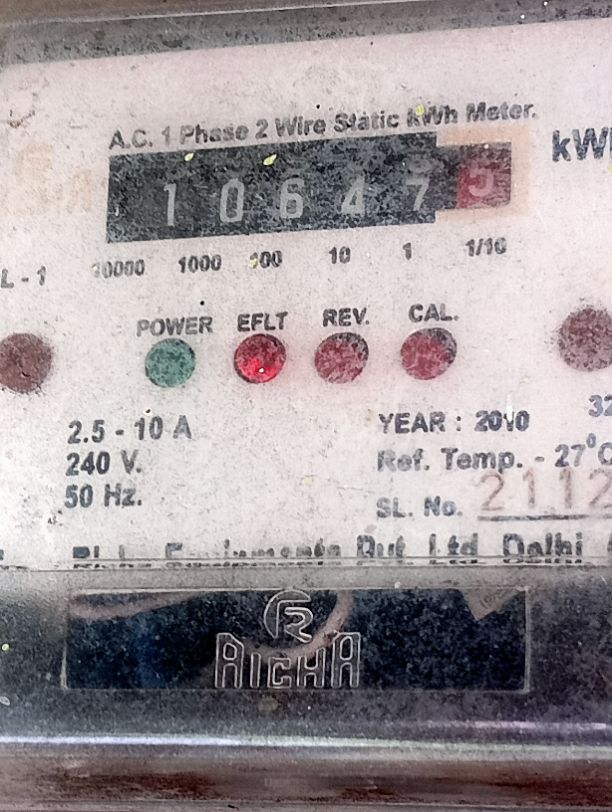 A.C. 1 Phase 2 Wire Static kWh Meter.
1 0 6 4 7 5
kWh
L - 1 10000 1000 100 10 1 1/10
POWER EFLT REV. CAL.
2.5 - 10 A
240 V.
50 Hz.
YEAR : 2010
32
Ref. Temp. - 27°C
SL. No. 2112
Pvt. Ltd. Delhi
R
RICHA